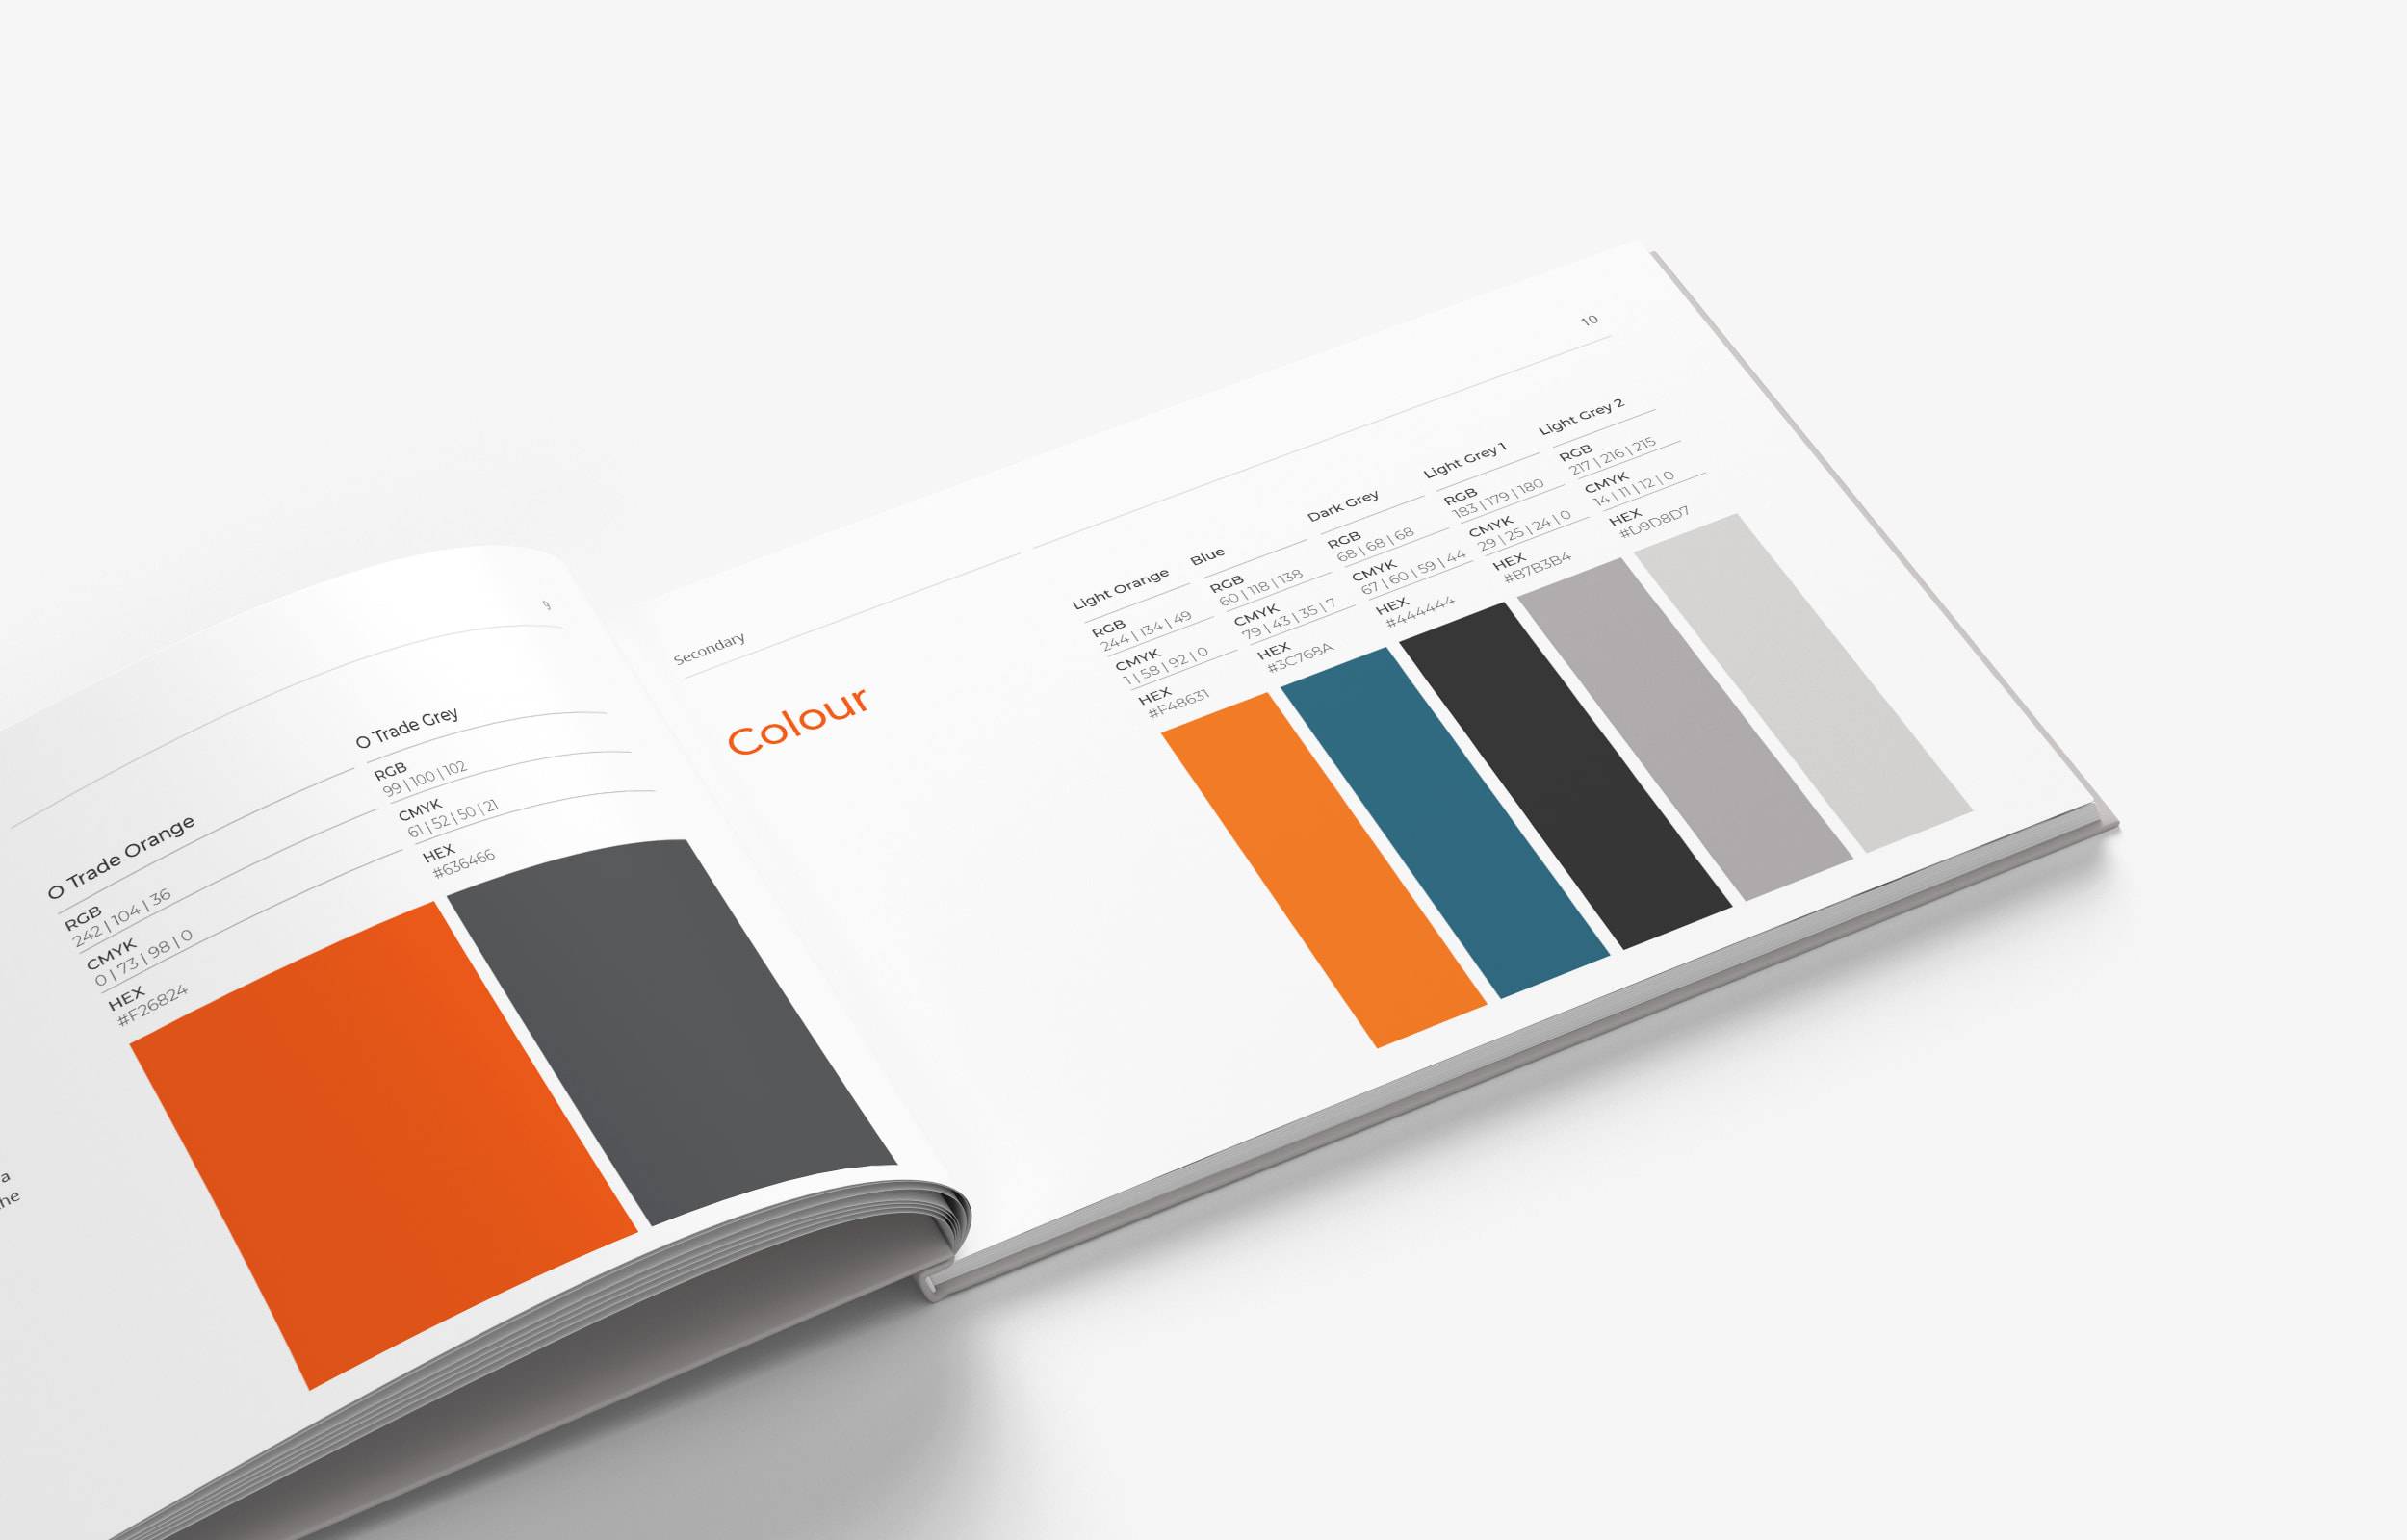 9
O Trade Orange
RGB
242 | 104 | 36
CMYK
0 | 73 | 98 | 0
HEX
#F26824
O Trade Grey
RGB
99 | 100 | 102
CMYK
61 | 52 | 50 | 21
HEX
#636466
a
he
10
Secondary
Colour
Light Orange
RGB
244 | 134 | 49
CMYK
1 | 58 | 92 | 0
HEX
#F48631
Blue
RGB
60 | 118 | 138
CMYK
79 | 43 | 35 | 7
HEX
#3C768A
Dark Grey
RGB
68 | 68 | 68
CMYK
67 | 60 | 59 | 44
HEX
#444444
Light Grey 1
RGB
183 | 179 | 180
CMYK
29 | 25 | 24 | 0
HEX
#B7B3B4
Light Grey 2
RGB
217 | 216 | 215
CMYK
14 | 11 | 12 | 0
HEX
#D9D8D7